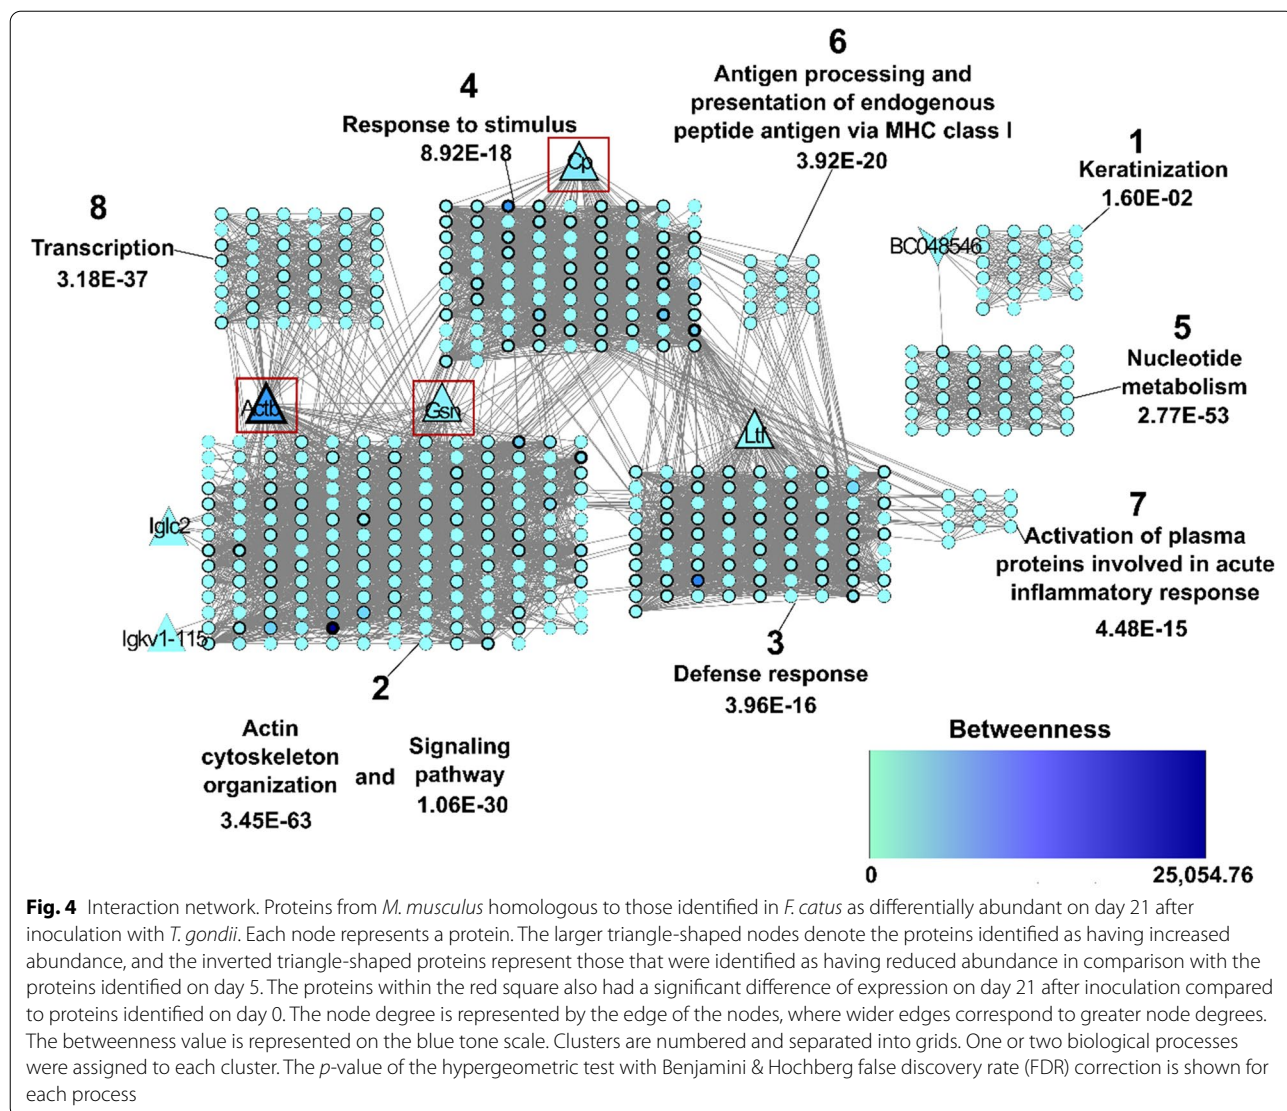 6
Antigen processing and
presentation of endogenous
peptide antigen via MHC class I
3.92E-20
4
Response to stimulus
8.92E-18
Cp
1
Keratinization
1.60E-02
BC048546
8
Transcription
3.18E-37
5
Nucleotide
metabolism
2.77E-53
Actb
Gsn
Ltf
Iglc2
Igkv1-115
7
Activation of plasma
proteins involved in acute
inflammatory response
4.48E-15
3
Defense response
3.96E-16
2
Actin
cytoskeleton
organization
3.45E-63
and
Signaling
pathway
1.06E-30
Betweenness
0
25,054.76
Fig. 4 Interaction network. Proteins from M. musculus homologous to those identified in F. catus as differentially abundant on day 21 after
inoculation with T. gondii. Each node represents a protein. The larger triangle-shaped nodes denote the proteins identified as having increased
abundance, and the inverted triangle-shaped proteins represent those that were identified as having reduced abundance in comparison with the
proteins identified on day 5. The proteins within the red square also had a significant difference of expression on day 21 after inoculation compared
to proteins identified on day 0. The node degree is represented by the edge of the nodes, where wider edges correspond to greater node degrees.
The betweenness value is represented on the blue tone scale. Clusters are numbered and separated into grids. One or two biological processes
were assigned to each cluster. The p-value of the hypergeometric test with Benjamini & Hochberg false discovery rate (FDR) correction is shown for
each process